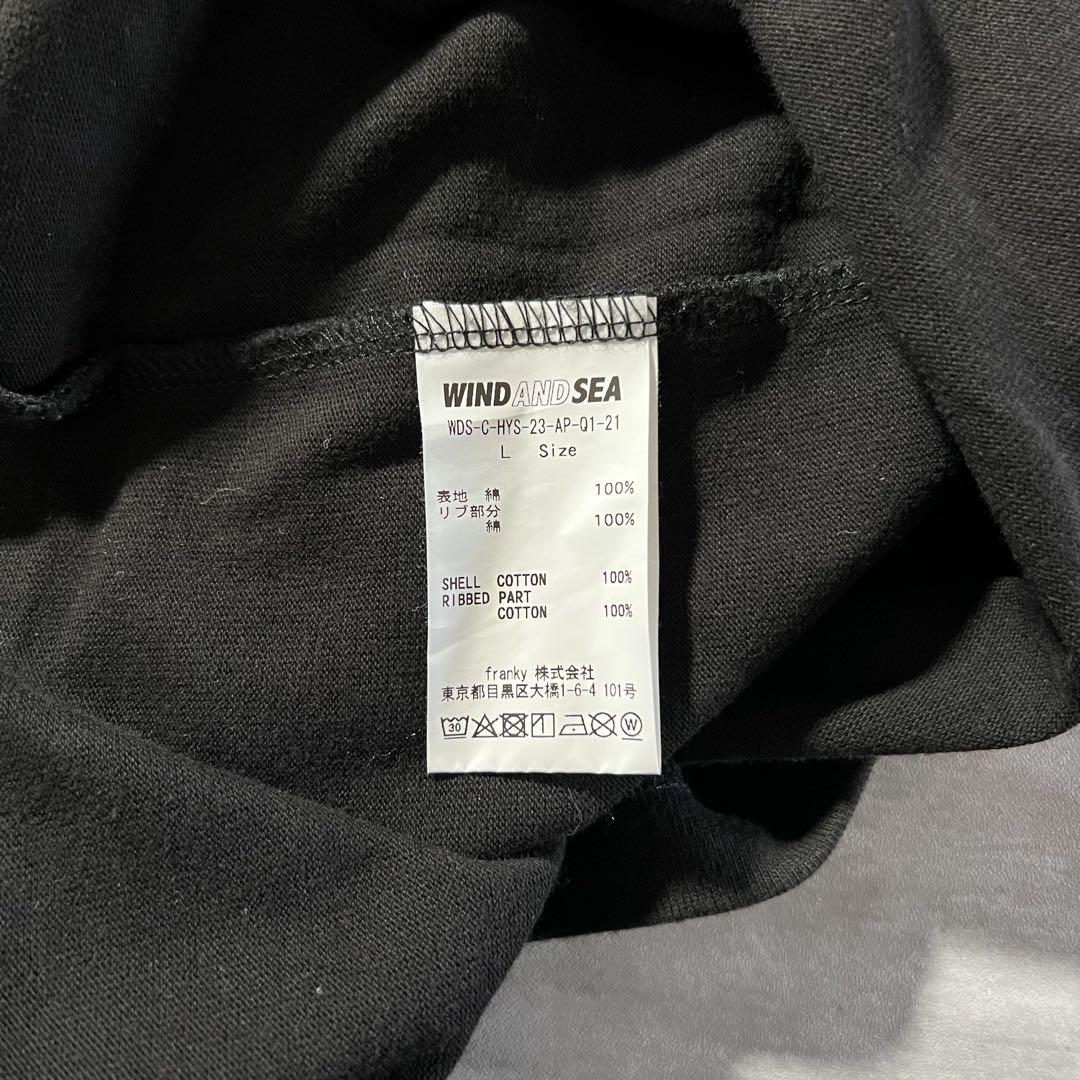 WIND AND SEA
WDS-C-HYS-23-AP-Q1-21
L Size
表地 綿 100%
リブ部分
綿 100%
SHELL COTTON 100%
RIBBED PART
COTTON 100%
franky 株式会社
東京都目黒区大橋1-6-4 101号
30 W